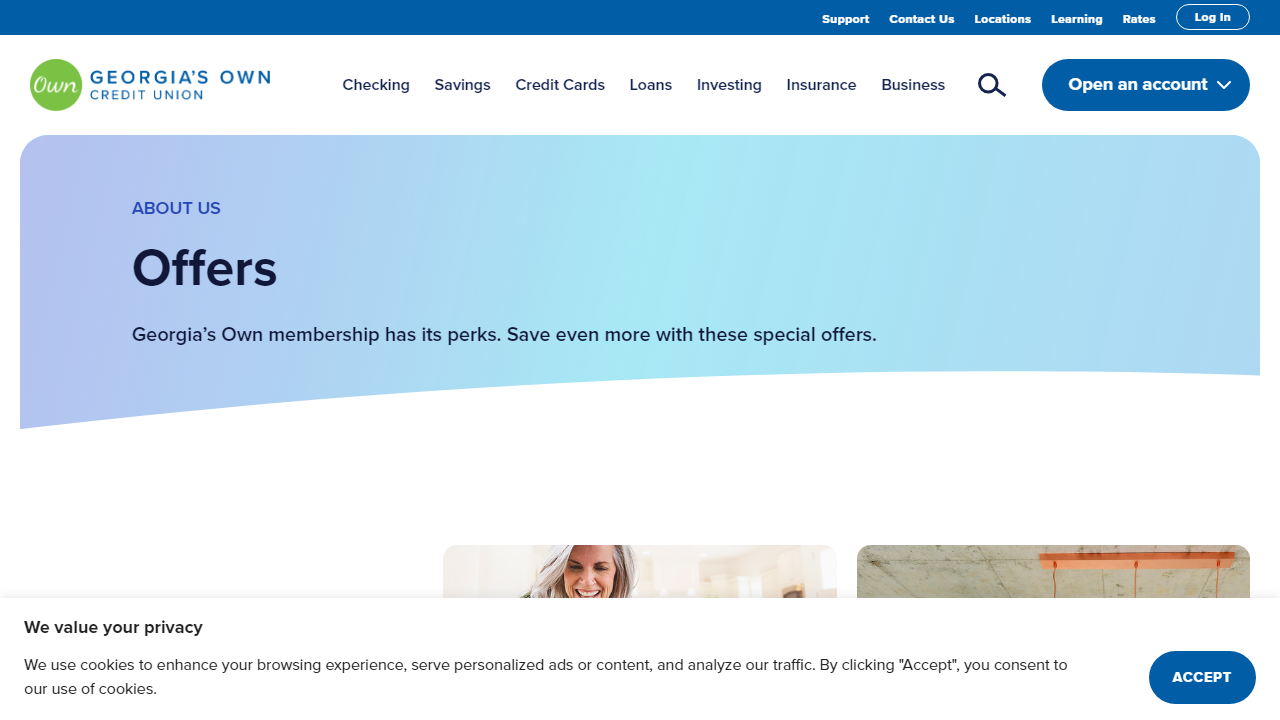 Support Contact Us Locations Learning Rates Log In
Own GEORGIA'S OWN
CREDIT UNION
Checking Savings Credit Cards Loans Investing Insurance Business Open an account
ABOUT US
Offers
Georgia’s Own membership has its perks. Save even more with these special offers.
We value your privacy
We use cookies to enhance your browsing experience, serve personalized ads or content, and analyze our traffic. By clicking "Accept", you consent to
our use of cookies.
ACCEPT